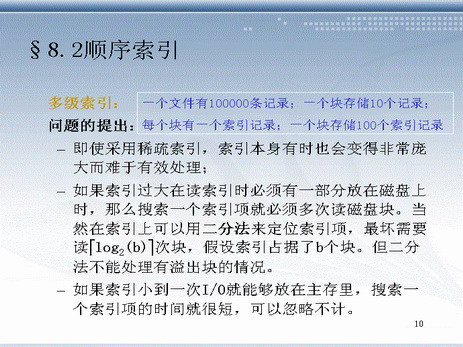 §8.2顺序索引
多级索引： 一个文件有100000条记录；一个块存储10个记录；
问题的提出：每个块有一个索引记录；一个块存储100个索引记录
– 即使采用稀疏索引，索引本身有时也会变得非常庞
大而难于有效处理；
– 如果索引过大在读索引时必须有一部分放在磁盘上
时，那么搜索一个索引项就必须多次读磁盘块。当
然在索引上可以用二分法来定位索引项，最坏需要
读⌈log₂(b)⌉次块，假设索引占据了b个块。但二分
法不能处理有溢出块的情况。
– 如果索引小到一次I/O就能够放在主存里，搜索一
个索引项的时间就很短，可以忽略不计。
10